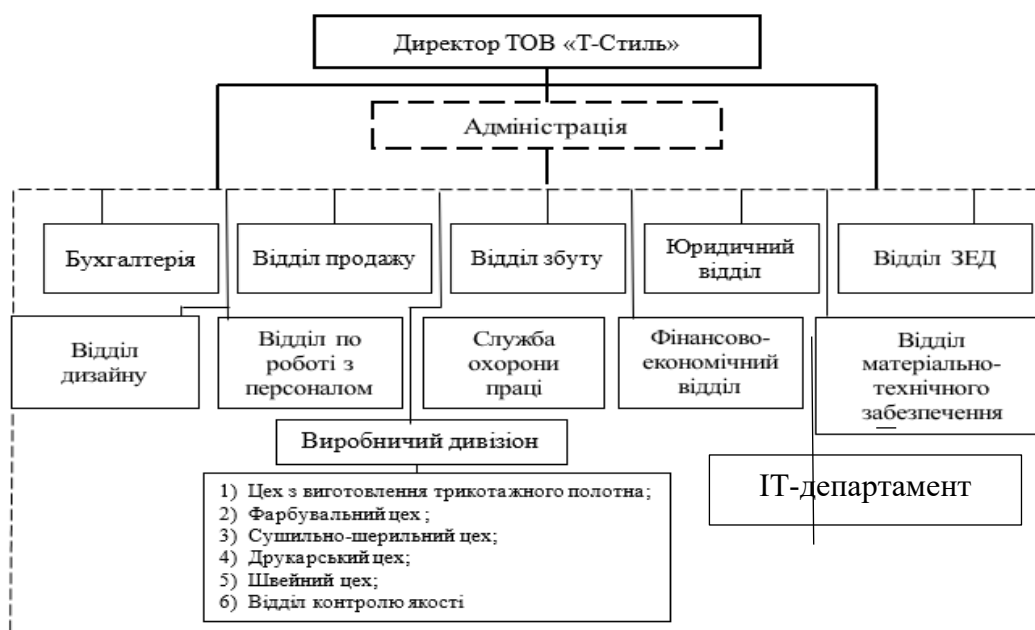 Директор ТОВ «Т-Стиль»
Адміністрація
Бухгалтерія
Відділ продажу
Відділ збуту
Юридичний
відділ
Відділ ЗЕД
Відділ
дизайну
Відділ по
роботі з
персоналом
Служба
охорони
праці
Фінансово-
економічний
відділ
Відділ
матеріально-
технічного
забезпечення
Виробничий дивізіон
1) Цех з виготовлення трикотажного полотна;
2) Фарбувальний цех ;
3) Сушильно-шерильний цех;
4) Друкарський цех;
5) Швейний цех;
6) Відділ контролю якості
ІТ-департамент